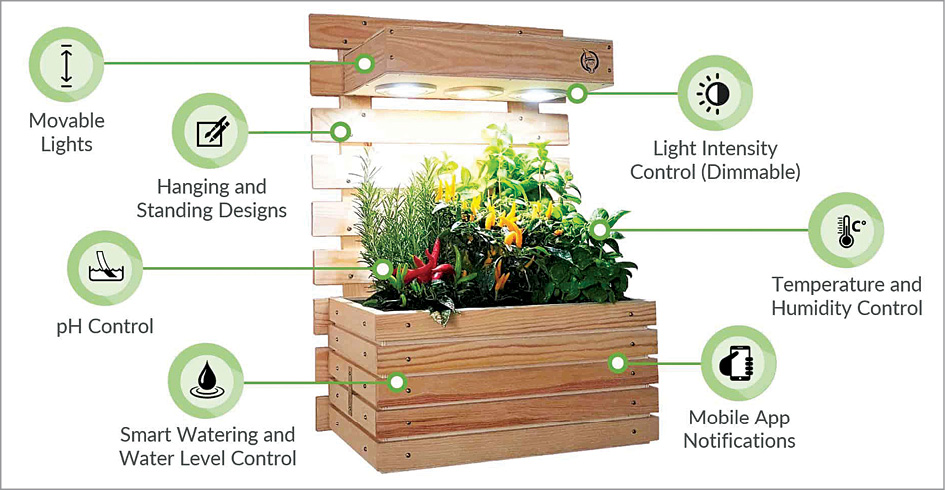 Movable
Lights
Hanging and
Standing Designs
pH Control
Smart Watering and
Water Level Control
Light Intensity
Control (Dimmable)
C°
Temperature and
Humidity Control
Mobile App
Notifications